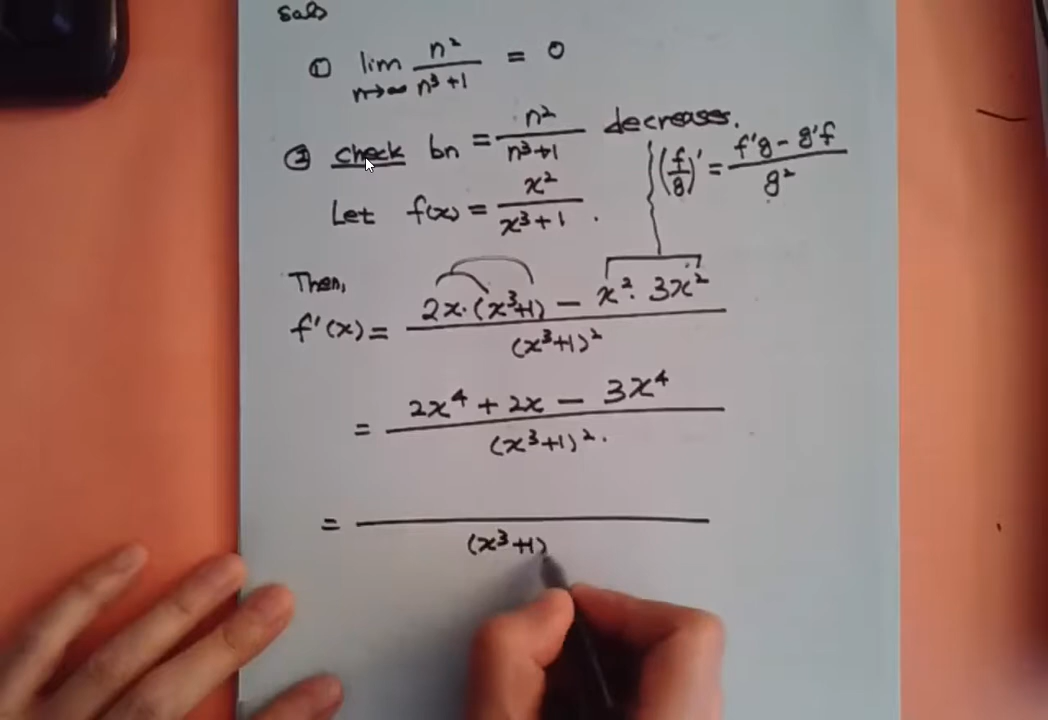 Sol)
① lim n→∞ n²/(n³+1) = 0
② check bn = n²/(n³+1) decreases.
(f/g)' = (f'g - g'f)/g²
Let f(x) = x²/(x³+1) .
Then,
f'(x) = (2x·(x³+1) - x²·3x²)/(x³+1)²
= (2x⁴ + 2x - 3x⁴)/(x³+1)².
= /(x³+1)